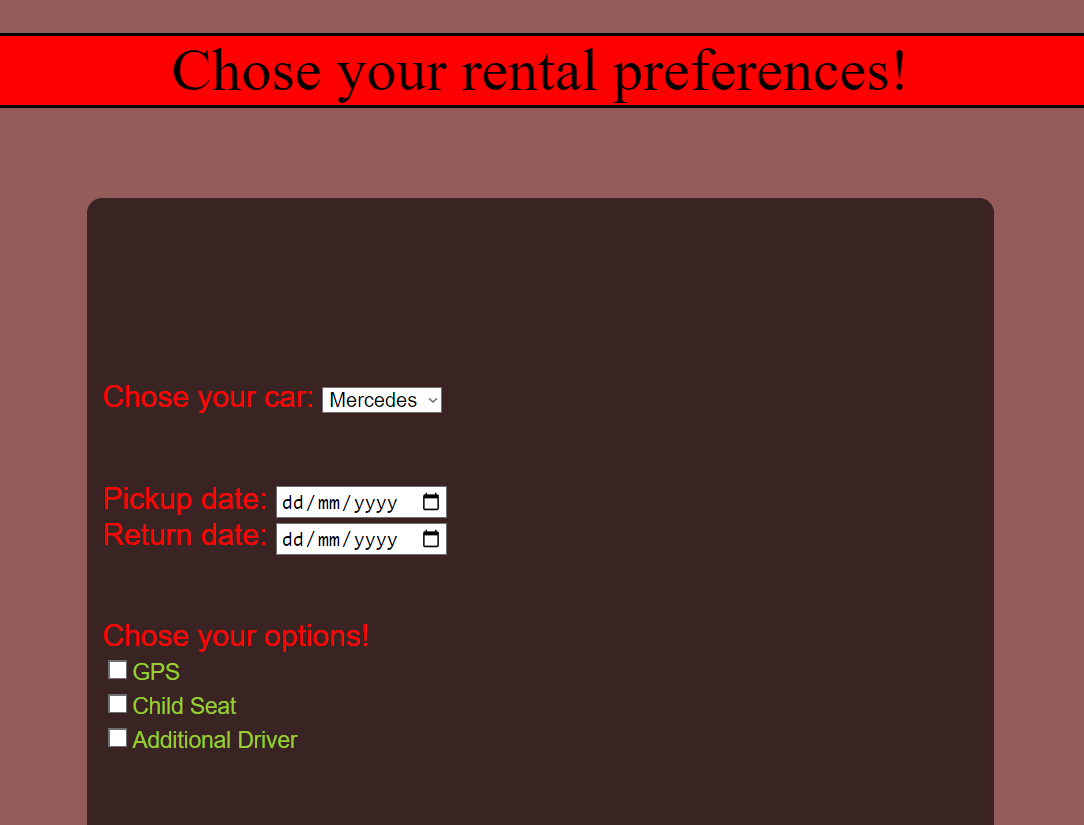 Chose your rental preferences!
Chose your car: Mercedes
Pickup date: dd/mm/yyyy
Return date: dd/mm/yyyy
Chose your options!
GPS
Child Seat
Additional Driver